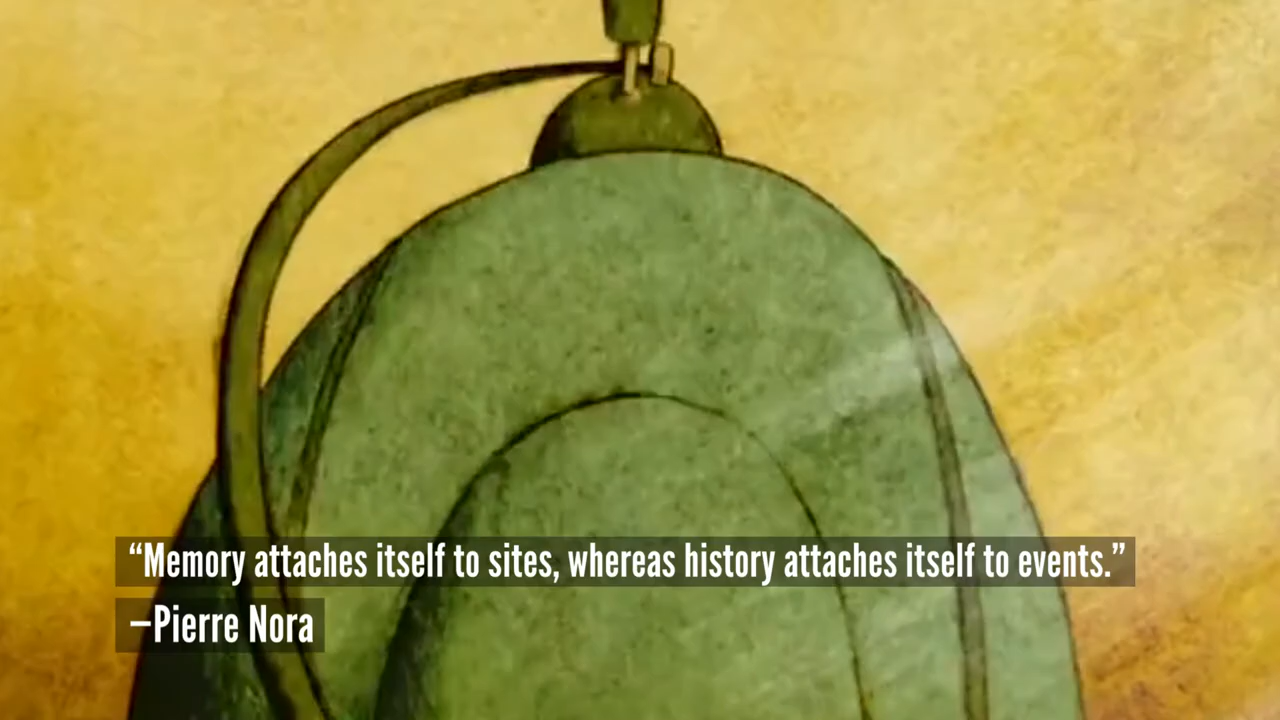 “Memory attaches itself to sites, whereas history attaches itself to events.”
–Pierre Nora